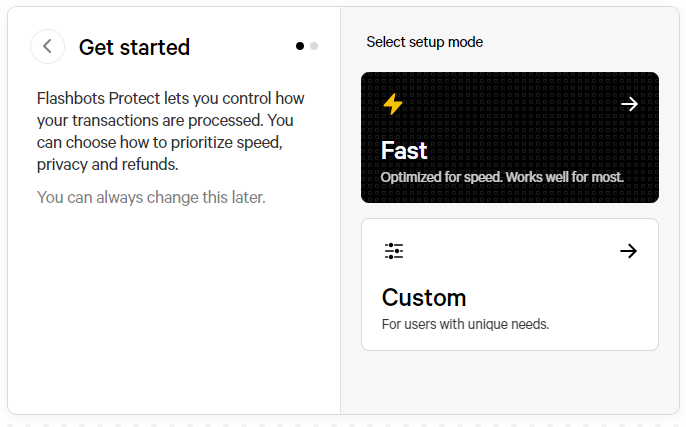 Get started
Flashbots Protect lets you control how
your transactions are processed. You
can choose how to prioritize speed,
privacy and refunds.
You can always change this later.
Select setup mode
Fast
Optimized for speed. Works well for most.
Custom
For users with unique needs.